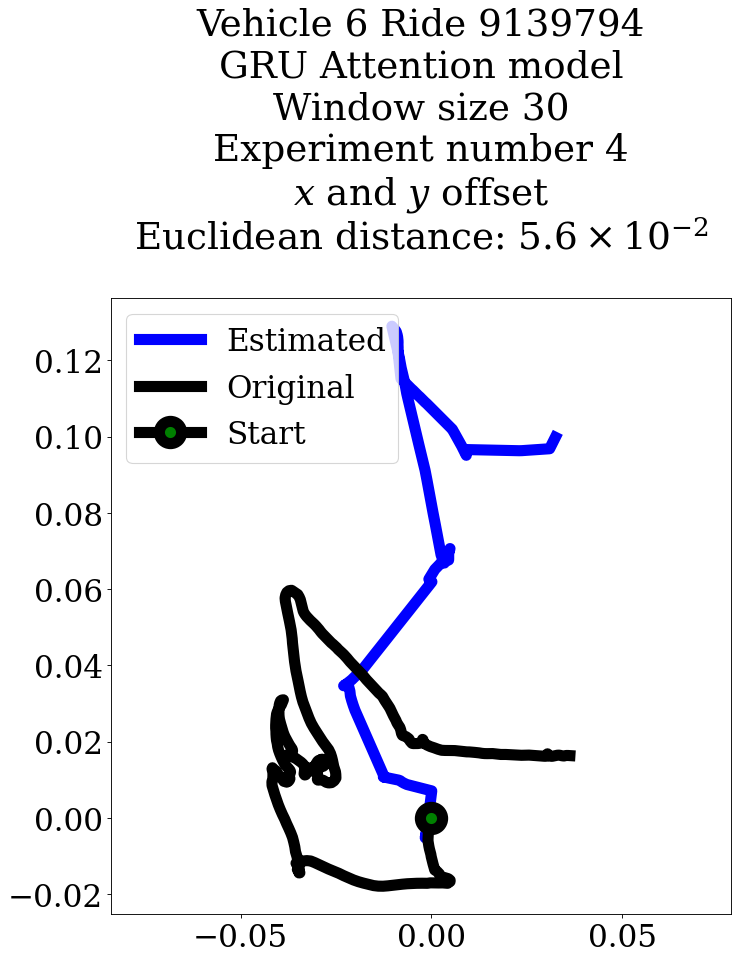 Vehicle 6 Ride 9139794
GRU Attention model
Window size 30
Experiment number 4
x and y offset
Euclidean distance: 5.6 × 10⁻²
Estimated
Original
Start
0.12
0.10
0.08
0.06
0.04
0.02
0.00
−0.02
−0.05 0.00 0.05